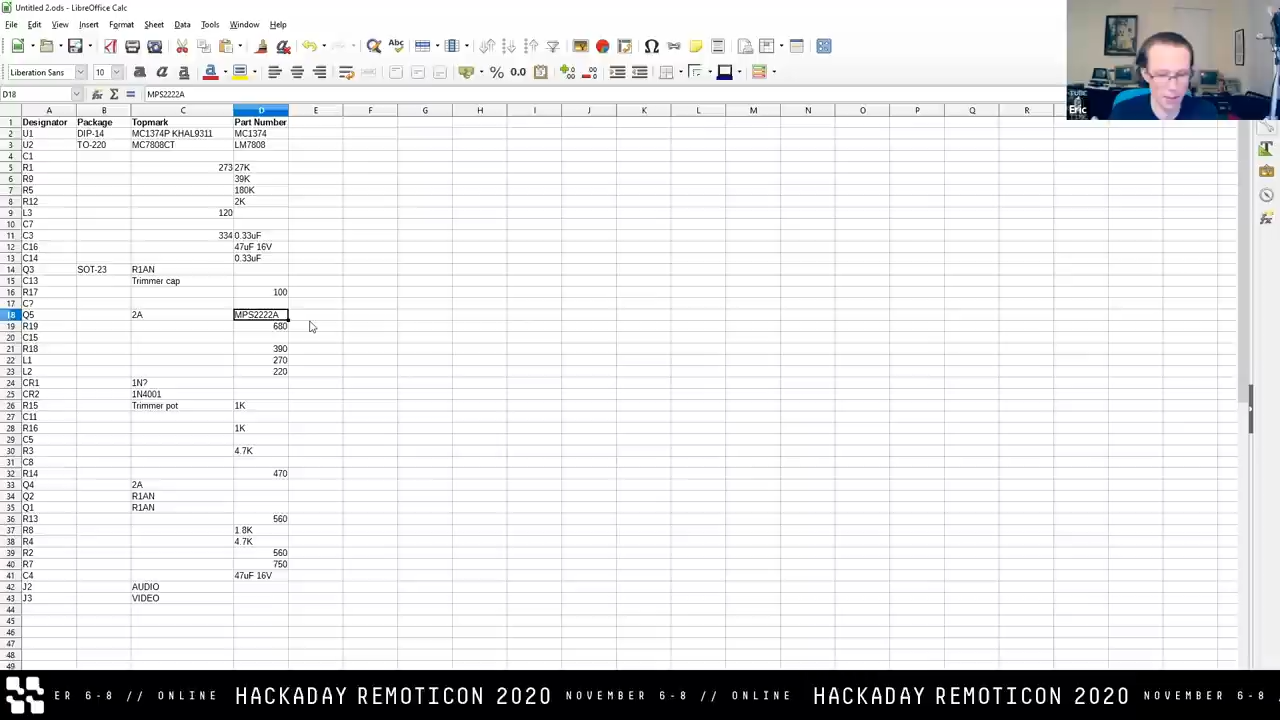 Untitled 2.ods - LibreOffice Calc
File Edit View Insert Format Styles Sheet Data Tools Window Help
Liberation Sans 10
D18 MPS2222A
A B C D E F G H I J K L M N O P Q R
1 Designator Package Topmark Part Number
2 U1 DIP-14 MC1374P KHAL9311 MC1374
3 U2 TO-220 MC7808CT LM7808
4 C1
5 R1 273 27K
6 R9 39K
7 R5 180K
8 R12 2K
9 L3 120
10 C7
11 C3 334 0.33uF
12 C16 47uF 16V
13 C14 0.33uF
14 Q3 SOT-23 R1AN
15 C13 Trimmer cap
16 R17 100
17 C?
18 Q5 2A MPS2222A
19 R19 680
20 C15
21 R18 390
22 L1 270
23 L2 220
24 CR1 1N?
25 CR2 1N4001
26 R15 Trimmer pot 1K
27 C11
28 R16 1K
29 C5
30 R3 4.7K
31 C8
32 R14 470
33 Q4 2A
34 Q2 R1AN
35 Q1 R1AN
36 R13 560
37 R8 1.8K
38 R4 4.7K
39 R2 560
40 R7 750
41 C4 47uF 16V
42 J2 AUDIO
43 J3 VIDEO
44
45
46
47
48
49
Eric
ER 6-8 // ONLINE HACKADAY REMOTICON 2020 NOVEMBER 6-8 // ONLINE HACKADAY REMOTICON 2020 NOVEMBER 6-8 /